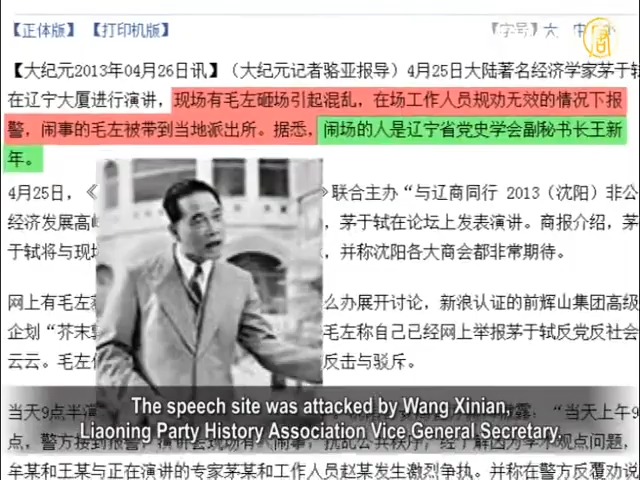 【正体版】 【打印机版】 【字号】大 中 小
【大纪元2013年04月26日讯】（大纪元记者骆亚报导）4月25日大陆著名经济学家茅于轼
在辽宁大厦进行演讲，现场有毛左砸场引起混乱，在场工作人员规劝无效的情况下报
警，闹事的毛左被带到当地派出所。据悉，闹场的人是辽宁省党史学会副秘书长王新
年。
4月25日，《 》联合主办“与辽商同行 2013（沈阳）非公
经济发展高 ，茅于轼在论坛上发表演讲。商报介绍，茅
于轼将与现 ，并称沈阳各大商会都非常期待。
网上有毛左 么办展开讨论，新浪认证的前辉山集团高级
企划“芥末 毛左称自己已经网上举报茅于轼反党反社会
云云。毛左 反击与驳斥。
当天9点半演 “当天上午9
The speech site was attacked by Wang Xinian,
Liaoning Party History Association Vice General Secretary
点，警方接到报警，
牟某和王某与正在演讲的专家茅某和工作人员赵某发生激烈争执。并称在警方反覆劝说